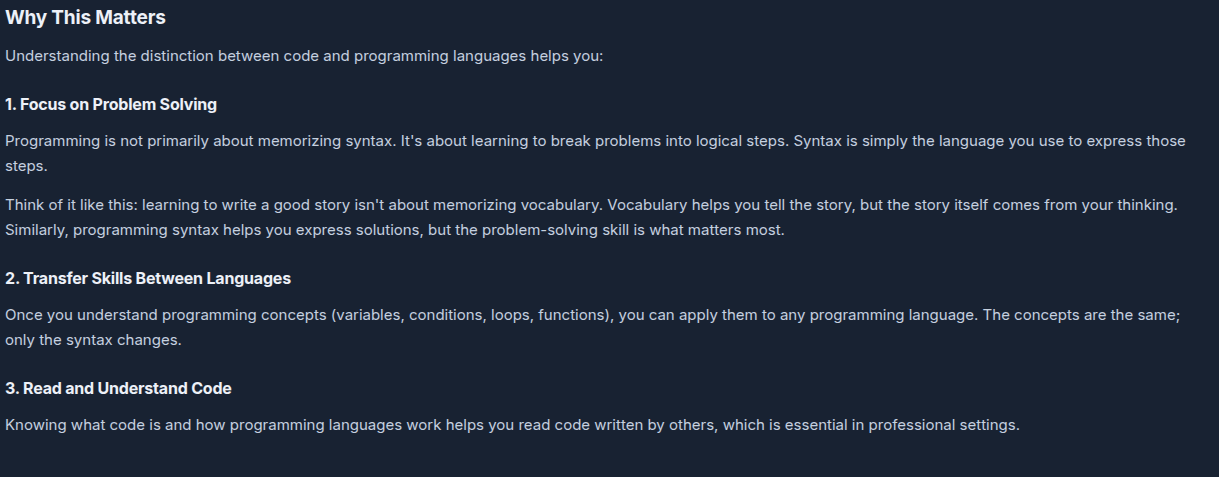 Why This Matters
Understanding the distinction between code and programming languages helps you:
1. Focus on Problem Solving
Programming is not primarily about memorizing syntax. It's about learning to break problems into logical steps. Syntax is simply the language you use to express those
steps.
Think of it like this: learning to write a good story isn't about memorizing vocabulary. Vocabulary helps you tell the story, but the story itself comes from your thinking.
Similarly, programming syntax helps you express solutions, but the problem-solving skill is what matters most.
2. Transfer Skills Between Languages
Once you understand programming concepts (variables, conditions, loops, functions), you can apply them to any programming language. The concepts are the same;
only the syntax changes.
3. Read and Understand Code
Knowing what code is and how programming languages work helps you read code written by others, which is essential in professional settings.